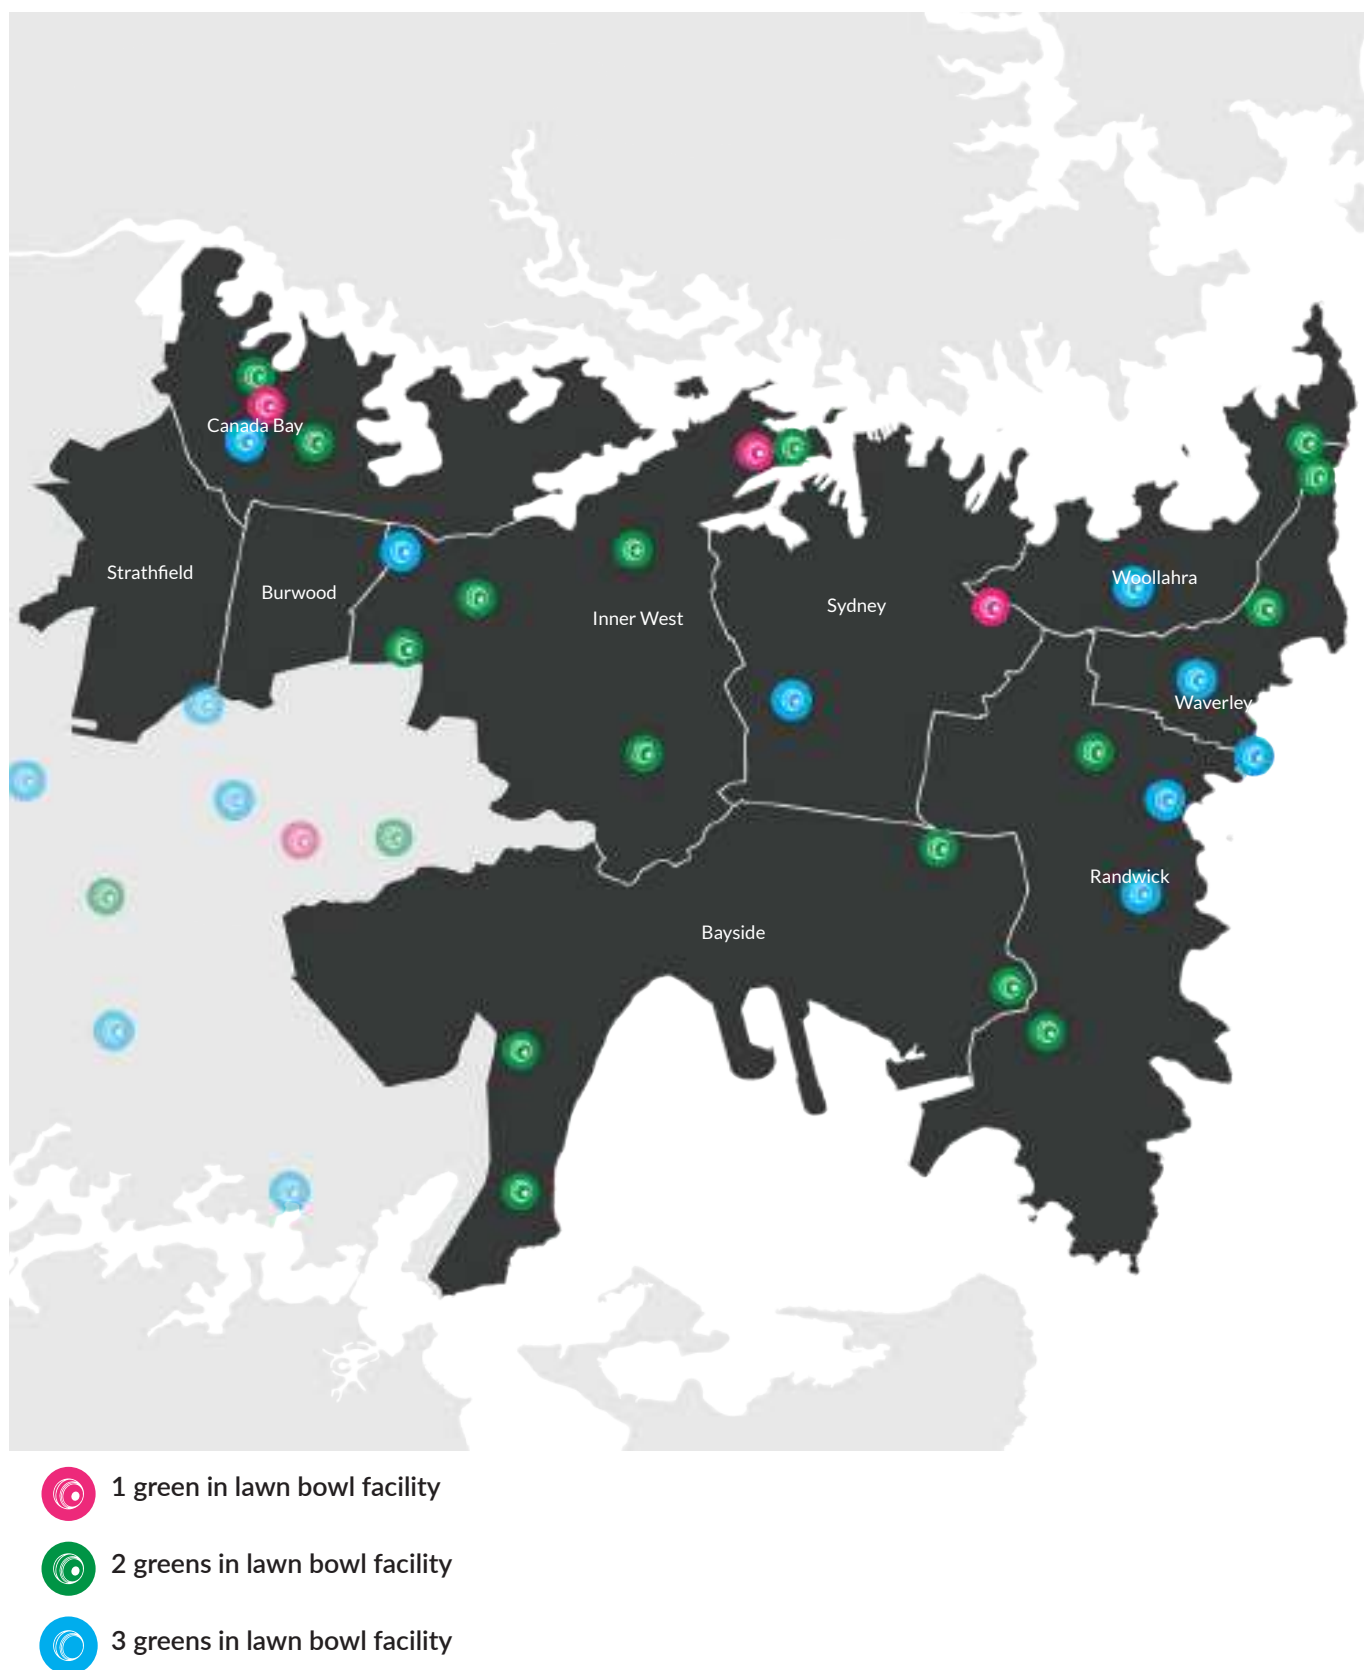 Canada Bay
Strathfield
Burwood
Inner West
Sydney
Woollahra
Waverley
Randwick
Bayside
1 green in lawn bowl facility
2 greens in lawn bowl facility
3 greens in lawn bowl facility